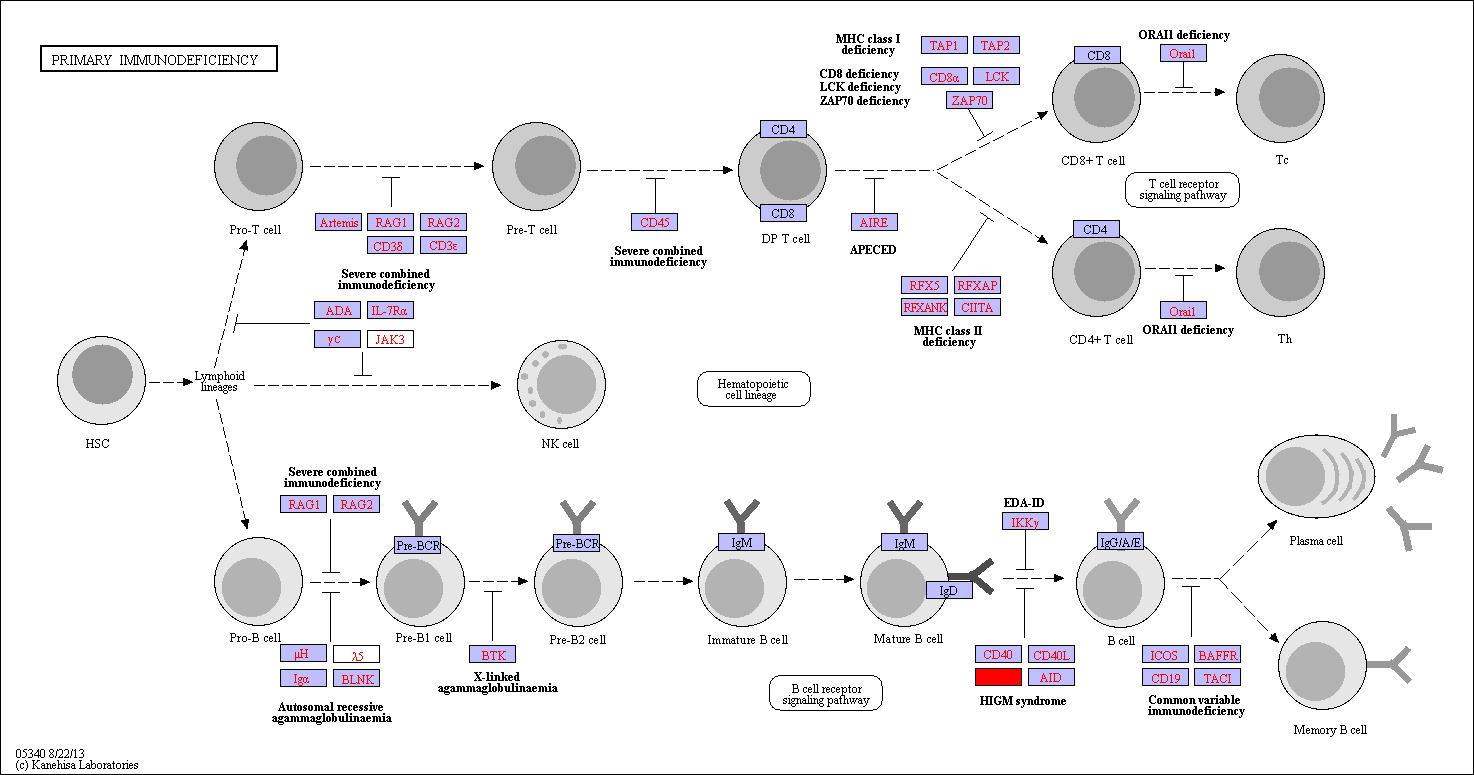 PRIMARY IMMUNODEFICIENCY
MHC class I
deficiency
TAP1 TAP2
CD8 deficiency
LCK deficiency
ZAP70 deficiency
CD8α LCK
ZAP70
CD8
ORAI1 deficiency
Orai1
CD8+ T cell
Tc
T cell receptor
signaling pathway
Pro-T cell
Artemis RAG1 RAG2
CD3δ CD3ε
Severe combined
immunodeficiency
Pre-T cell
CD45
Severe combined
immunodeficiency
CD4
CD8
DP T cell
AIRE
APECED
RFX5 RFXAP
RFXANK CIITA
MHC class II
deficiency
CD4
CD4+ T cell
Orai1
ORAI1 deficiency
Th
ADA IL-7Rα
γc JAK3
HSC
Lymphoid
lineages
NK cell
Hematopoietic
cell lineage
Severe combined
immunodeficiency
RAG1 RAG2
Pro-B cell
μH λ5
Igα BLNK
Autosomal recessive
agammaglobulinaemia
Pre-BCR
Pre-B1 cell
BTK
X-linked
agammaglobulinaemia
Pre-BCR
Pre-B2 cell
IgM
Immature B cell
IgM
IgD
Mature B cell
B cell receptor
signaling pathway
EDA-ID
IKKγ
CD40 CD40L
AID
HIGM syndrome
IgG/A/E
B cell
ICOS BAFFR
CD19 TACI
Common variable
immunodeficiency
Plasma cell
Memory B cell
05340 8/22/13
(c) Kanehisa Laboratories